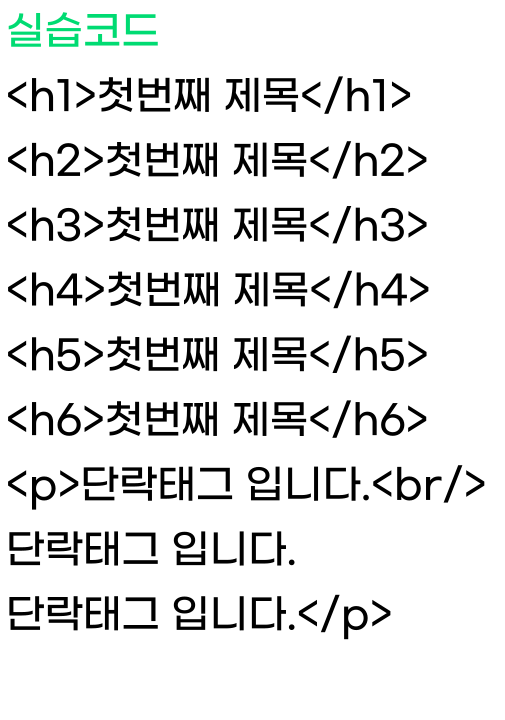 실습코드
<h1>첫번째 제목</h1>
<h2>첫번째 제목</h2>
<h3>첫번째 제목</h3>
<h4>첫번째 제목</h4>
<h5>첫번째 제목</h5>
<h6>첫번째 제목</h6>
<p>단락태그 입니다.<br/>
단락태그 입니다.
단락태그 입니다.</p>